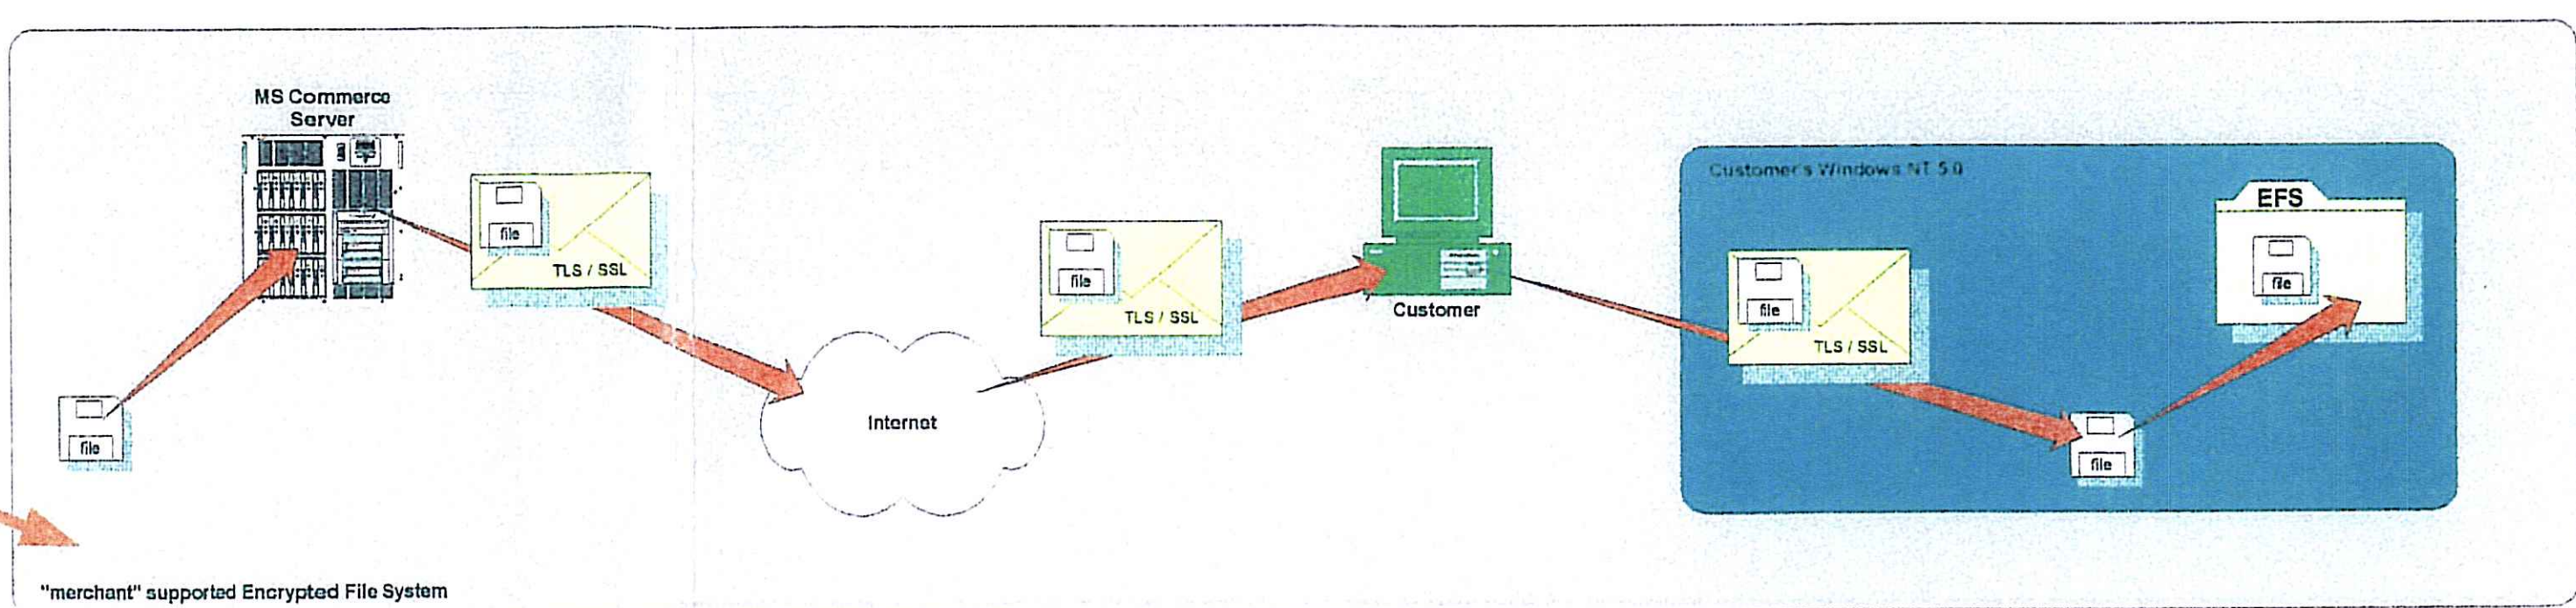 MS Commerce
Server
file
TLS / SSL
file
Internet
file
TLS / SSL
Customer
Customer's Windows NT 5.0
file
TLS / SSL
file
EFS
file
"merchant" supported Encrypted File System